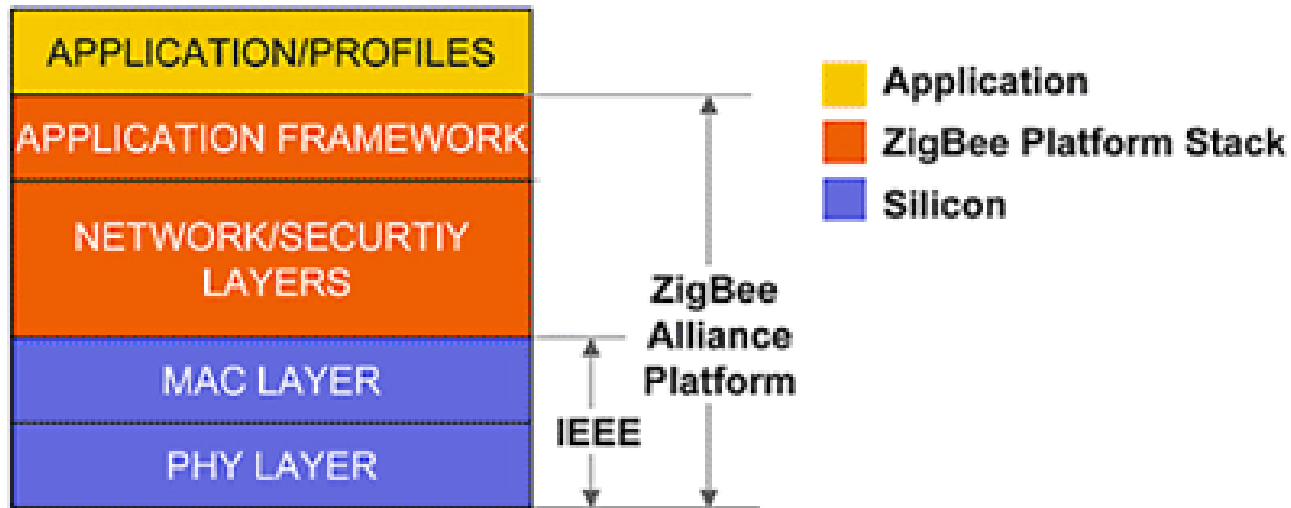 APPLICATION/PROFILES
APPLICATION FRAMEWORK
NETWORK/SECURTIY
LAYERS
MAC LAYER
PHY LAYER
IEEE
ZigBee
Alliance
Platform
Application
ZigBee Platform Stack
Silicon